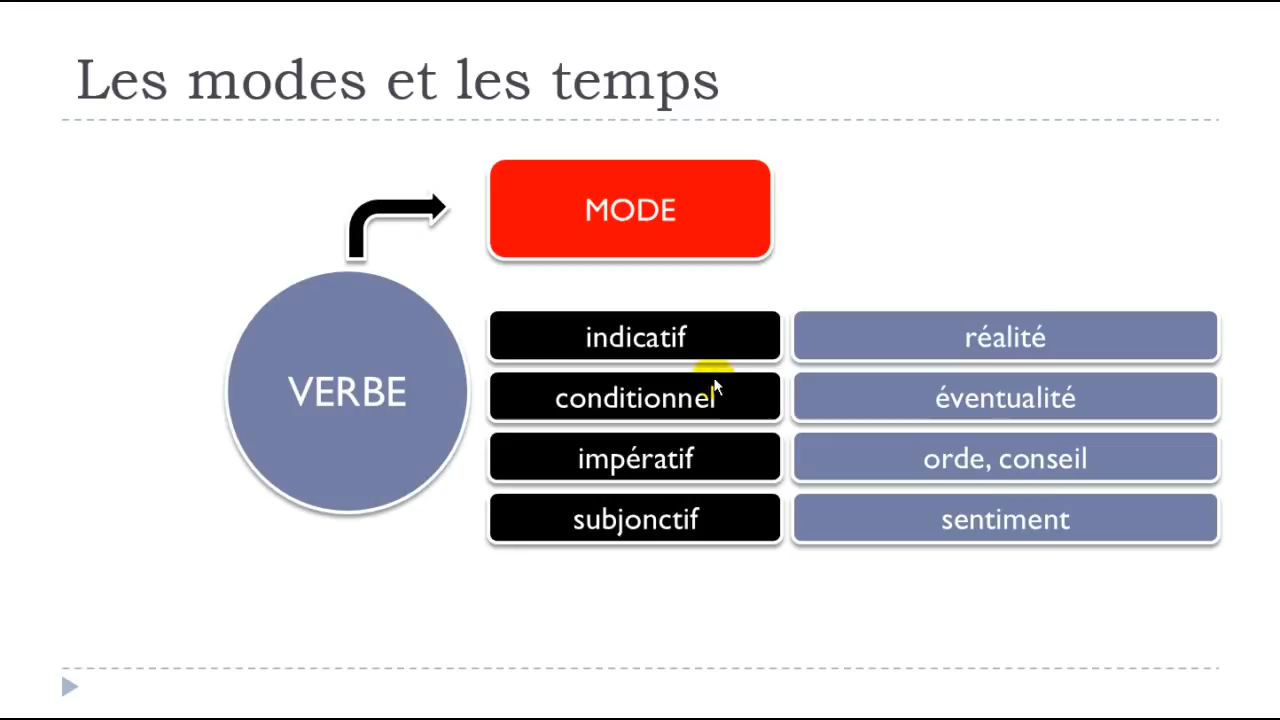 Les modes et les temps
MODE
VERBE
indicatif
réalité
conditionnel
éventualité
impératif
orde, conseil
subjonctif
sentiment